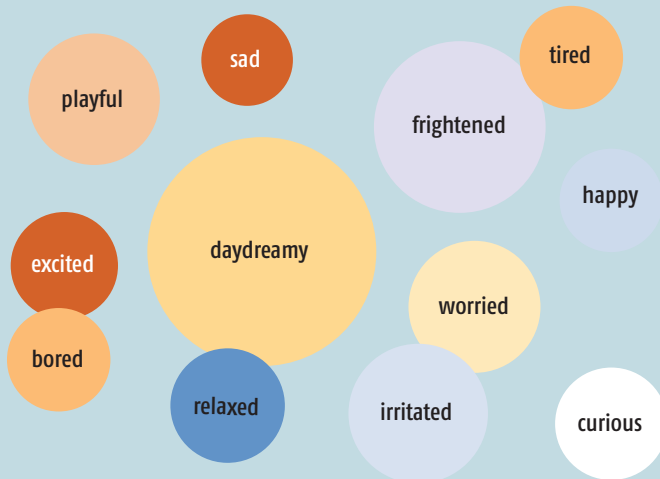 playful
sad
frightened
tired
happy
daydreamy
excited
worried
bored
relaxed
irritated
curious